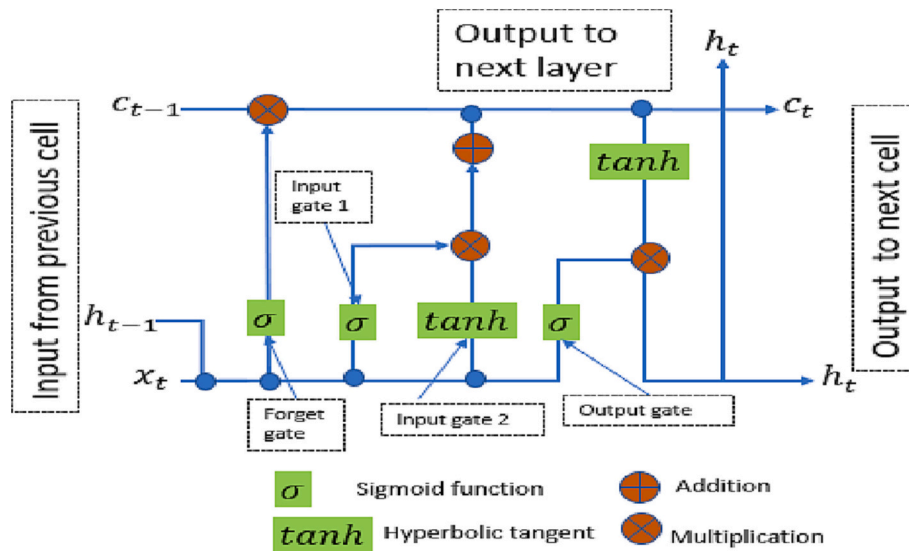 Output to
next layer
h_t
c_{t-1}
c_t
Input from previous cell
tanh
Output to next cell
Input
gate 1
h_{t-1}
σ
σ
tanh
σ
x_t
h_t
Forget
gate
Input gate 2
Output gate
σ
Sigmoid function
Addition
tanh
Hyperbolic tangent
Multiplication